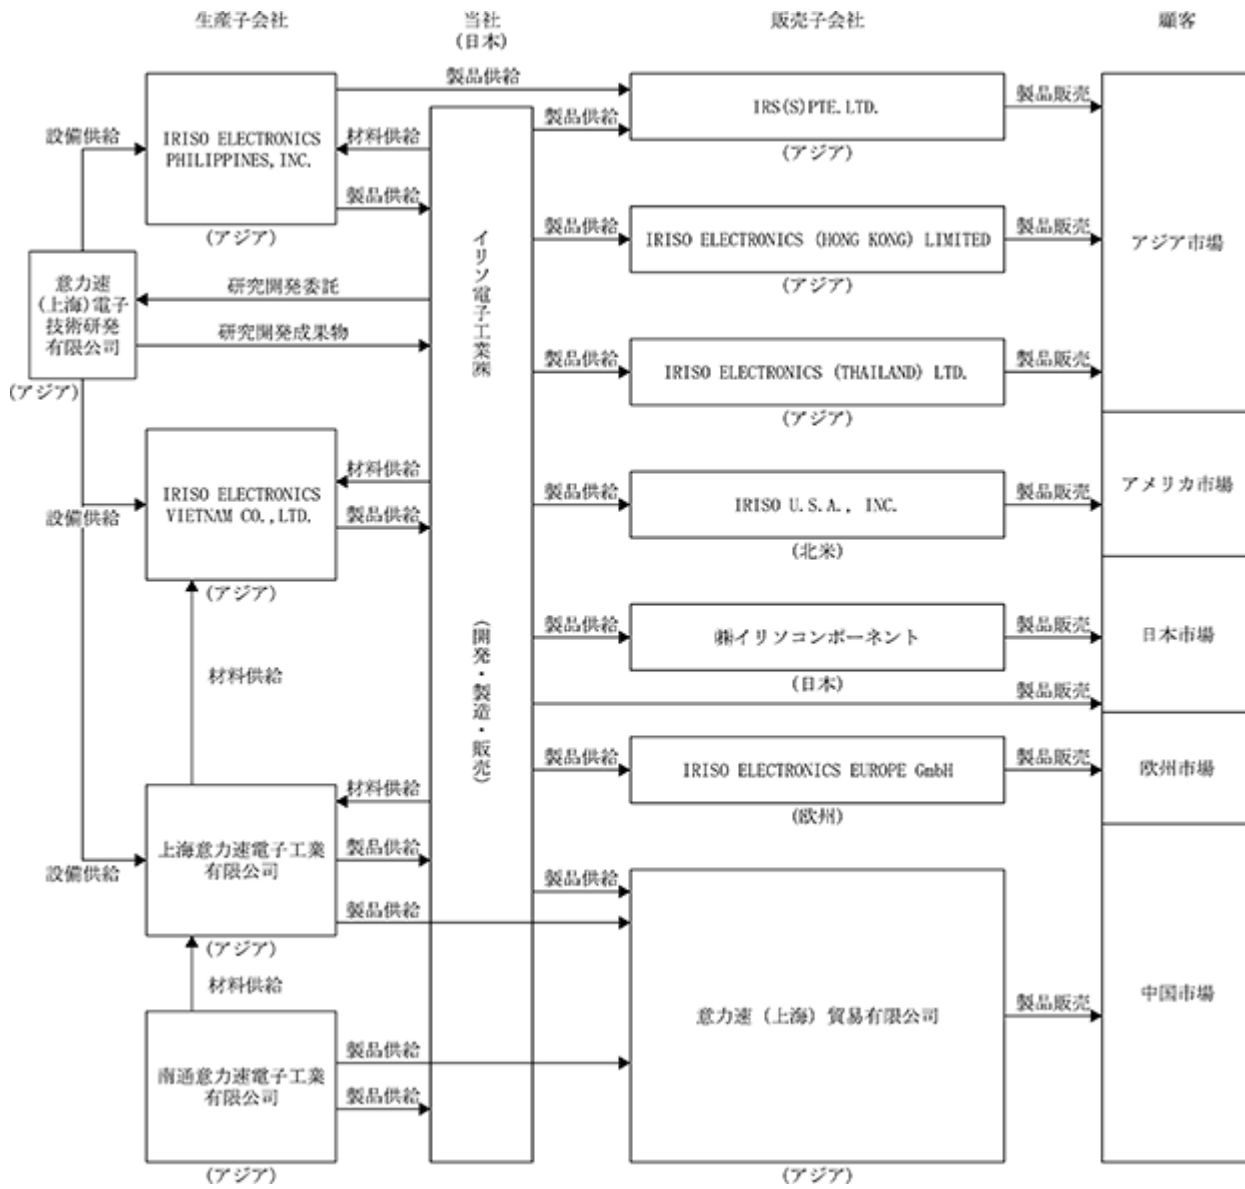 生産子会社
当社
(日本)
販売子会社
顧客
製品供給
設備供給
IRISO ELECTRONICS
PHILIPPINES, INC.
(アジア)
材料供給
製品供給
製品供給
IRS(S)PTE. LTD.
(アジア)
製品販売
意力速
(上海)電子
技術研発
有限公司
(アジア)
研究開発委託
研究開発成果物
イリソ電子工業㈱
(開発・製造・販売)
製品供給
IRISO ELECTRONICS (HONG KONG) LIMITED
(アジア)
製品販売
アジア市場
製品供給
IRISO ELECTRONICS (THAILAND) LTD.
(アジア)
製品販売
設備供給
IRISO ELECTRONICS
VIETNAM CO., LTD.
(アジア)
材料供給
製品供給
製品供給
IRISO U. S. A., INC.
(北米)
製品販売
アメリカ市場
材料供給
製品供給
㈱イリソコンポーネント
(日本)
製品販売
製品販売
日本市場
製品供給
IRISO ELECTRONICS EUROPE GmbH
(欧州)
製品販売
欧州市場
設備供給
上海意力速電子工業
有限公司
(アジア)
材料供給
製品供給
製品供給
製品供給
材料供給
南通意力速電子工業
有限公司
(アジア)
製品供給
製品供給
意力速（上海）貿易有限公司
(アジア)
製品販売
中国市場